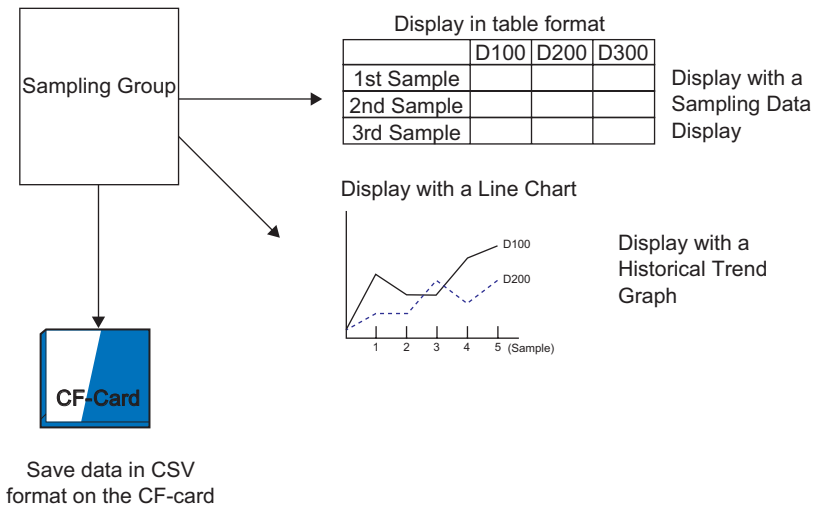 Display in table format
Sampling Group
D100 D200 D300
1st Sample
2nd Sample
3rd Sample
Display with a
Sampling Data
Display
Display with a Line Chart
D100
D200
1 2 3 4 5 (Sample)
Display with a
Historical Trend
Graph
CF-Card
Save data in CSV
format on the CF-card